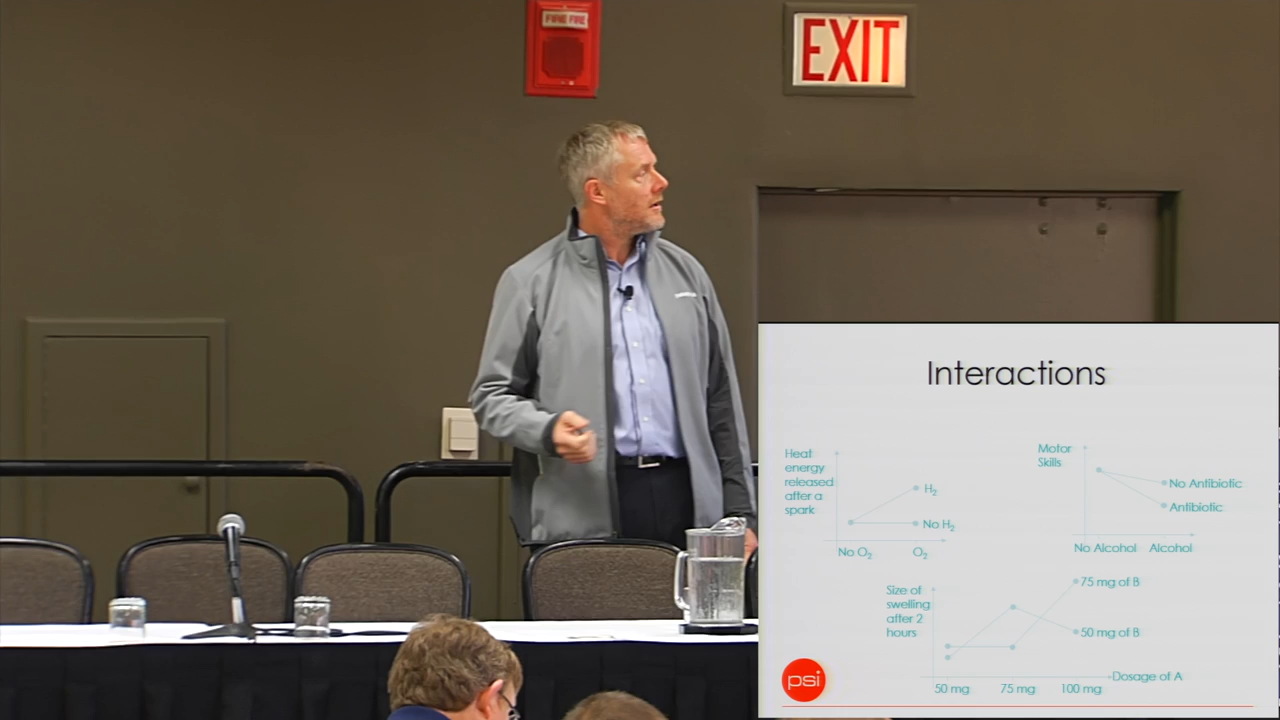 FIRE FIRE
EXIT
Interactions
Heat
energy
released
after a
spark
H₂
No H₂
No O₂
O₂
Motor
Skills
No Antibiotic
Antibiotic
No Alcohol
Alcohol
Size of
swelling
after 2
hours
75 mg of B
50 mg of B
Dosage of A
50 mg
75 mg
100 mg
psi